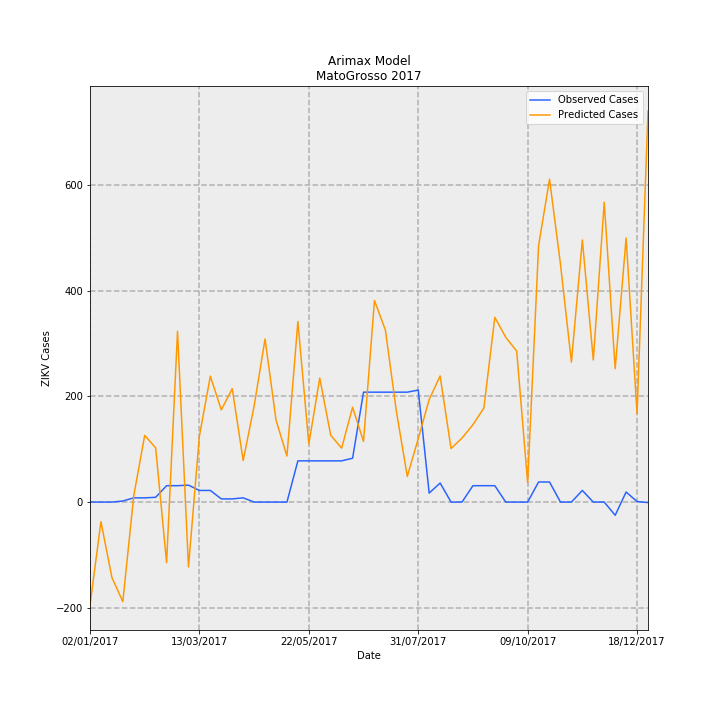 Arimax Model
MatoGrosso 2017
Observed Cases
Predicted Cases
ZIKV Cases
600
400
200
0
−200
02/01/2017
13/03/2017
22/05/2017
31/07/2017
09/10/2017
18/12/2017
Date